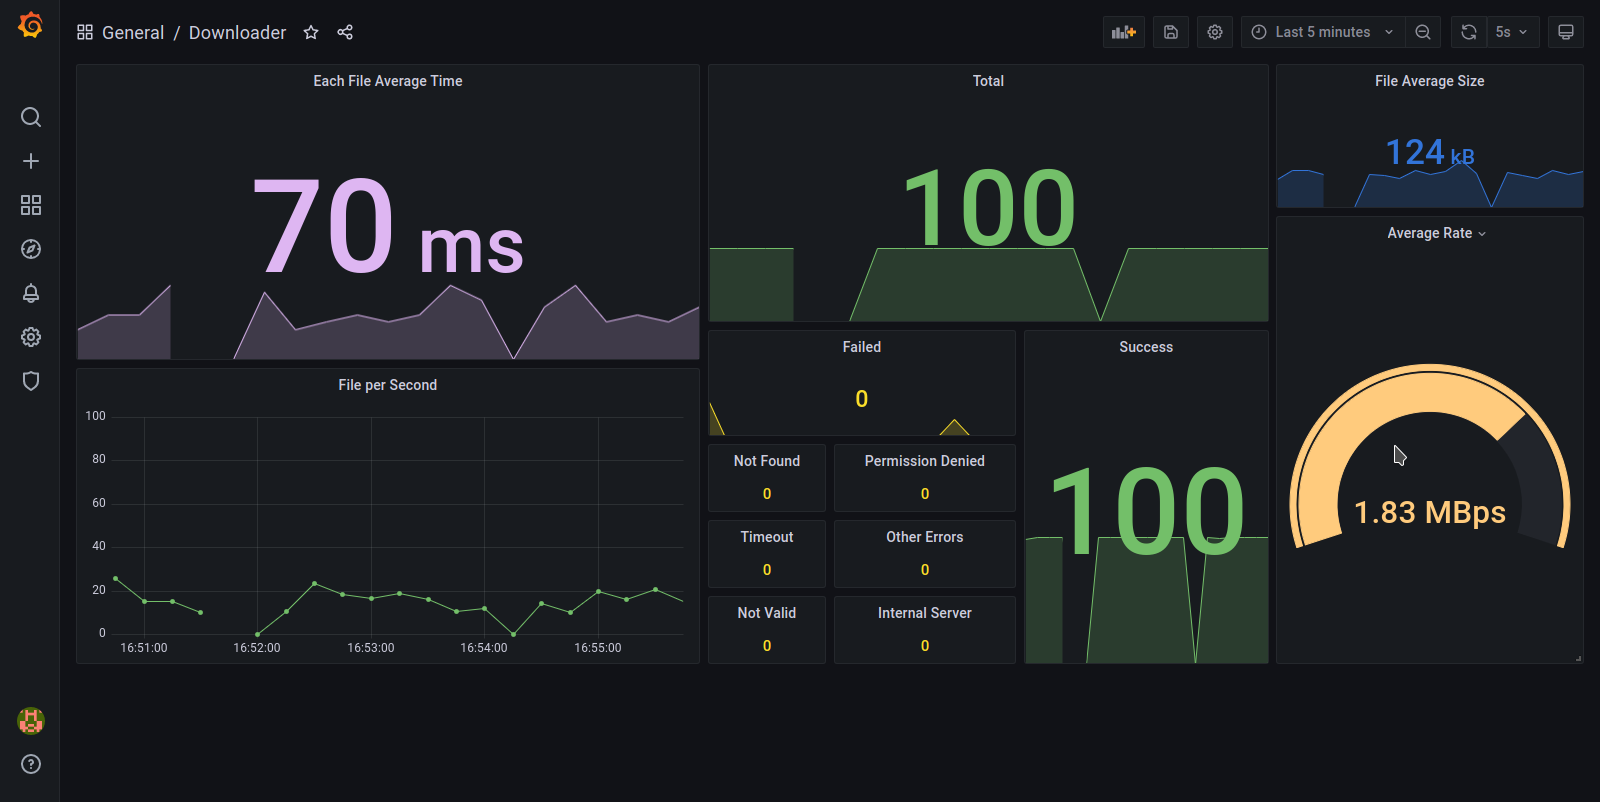 General / Downloader
Last 5 minutes
5s
Each File Average Time
70 ms
Total
100
File Average Size
124 kB
Average Rate
1.83 MBps
File per Second
100
80
60
40
20
0
16:51:00 16:52:00 16:53:00 16:54:00 16:55:00
Failed
0
Success
100
Not Found
0
Permission Denied
0
Timeout
0
Other Errors
0
Not Valid
0
Internal Server
0